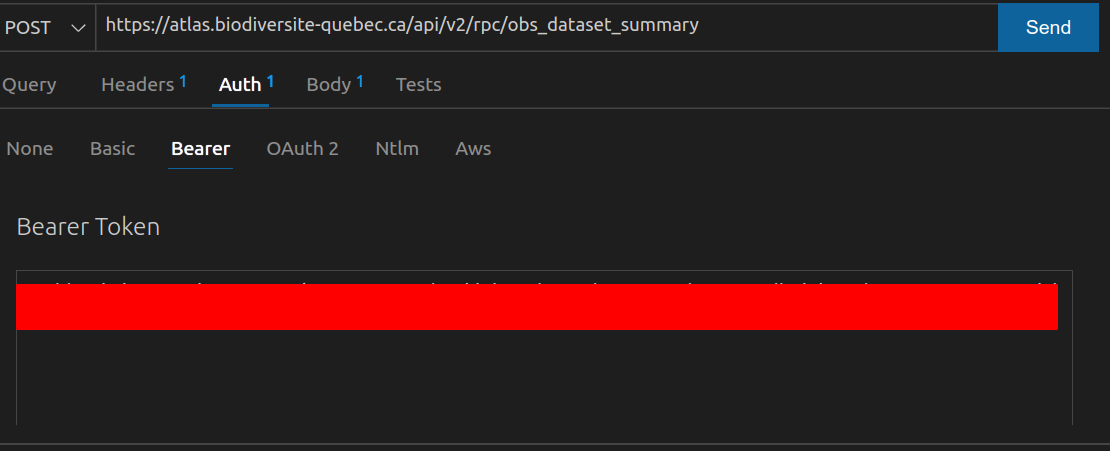 POST https://atlas.biodiversite-quebec.ca/api/v2/rpc/obs_dataset_summary Send
Query Headers 1 Auth 1 Body 1 Tests
None Basic Bearer OAuth 2 Ntlm Aws
Bearer Token